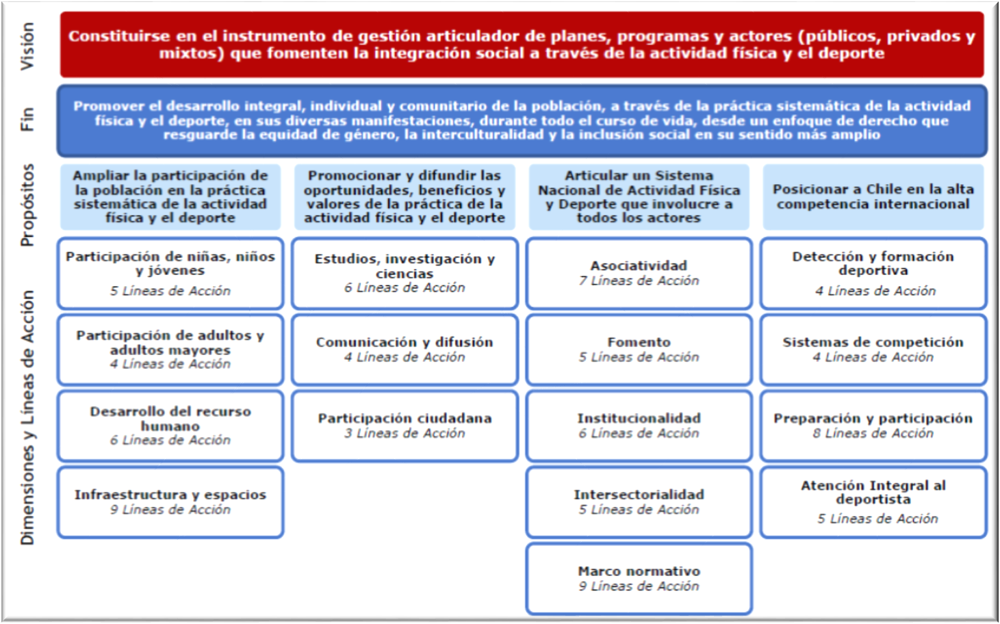 Visión
Constituirse en el instrumento de gestión articulador de planes, programas y actores (públicos, privados y
mixtos) que fomenten la integración social a través de la actividad física y el deporte
Fin
Promover el desarrollo integral, individual y comunitario de la población, a través de la práctica sistemática de la actividad
física y el deporte, en sus diversas manifestaciones, durante todo el curso de vida, desde un enfoque de derecho que
resguarde la equidad de género, la interculturalidad y la inclusión social en su sentido más amplio
Propósitos
Ampliar la participación de
la población en la práctica
sistemática de la actividad
física y el deporte
Promocionar y difundir las
oportunidades, beneficios y
valores de la práctica de la
actividad física y el deporte
Articular un Sistema
Nacional de Actividad Física
y Deporte que involucre a
todos los actores
Posicionar a Chile en la alta
competencia internacional
Dimensiones y Líneas de Acción
Participación de niñas, niños
y jóvenes
5 Líneas de Acción
Participación de adultos y
adultos mayores
4 Líneas de Acción
Desarrollo del recurso
humano
6 Líneas de Acción
Infraestructura y espacios
9 Líneas de Acción
Estudios, investigación y
ciencias
6 Líneas de Acción
Comunicación y difusión
4 Líneas de Acción
Participación ciudadana
3 Líneas de Acción
Asociatividad
7 Líneas de Acción
Fomento
5 Líneas de Acción
Institucionalidad
6 Líneas de Acción
Intersectorialidad
5 Líneas de Acción
Marco normativo
9 Líneas de Acción
Detección y formación
deportiva
4 Líneas de Acción
Sistemas de competición
4 Líneas de Acción
Preparación y participación
8 Líneas de Acción
Atención Integral al
deportista
5 Líneas de Acción